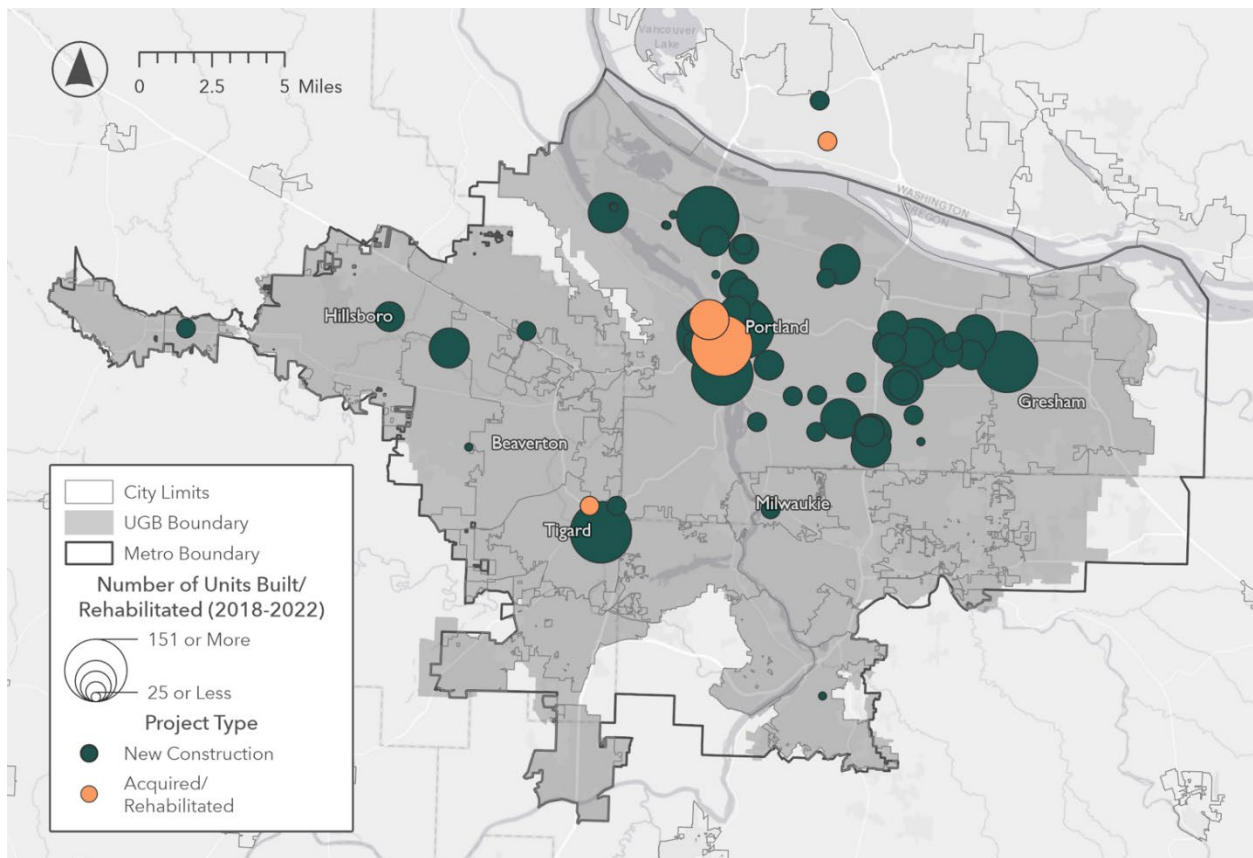 Vancouver
Lake
0 2.5 5 Miles
WASHINGTON
OREGON
Hillsboro
Portland
Gresham
Beaverton
Milwaukie
Tigard
City Limits
UGB Boundary
Metro Boundary
Number of Units Built/
Rehabilitated (2018-2022)
151 or More
25 or Less
Project Type
New Construction
Acquired/
Rehabilitated